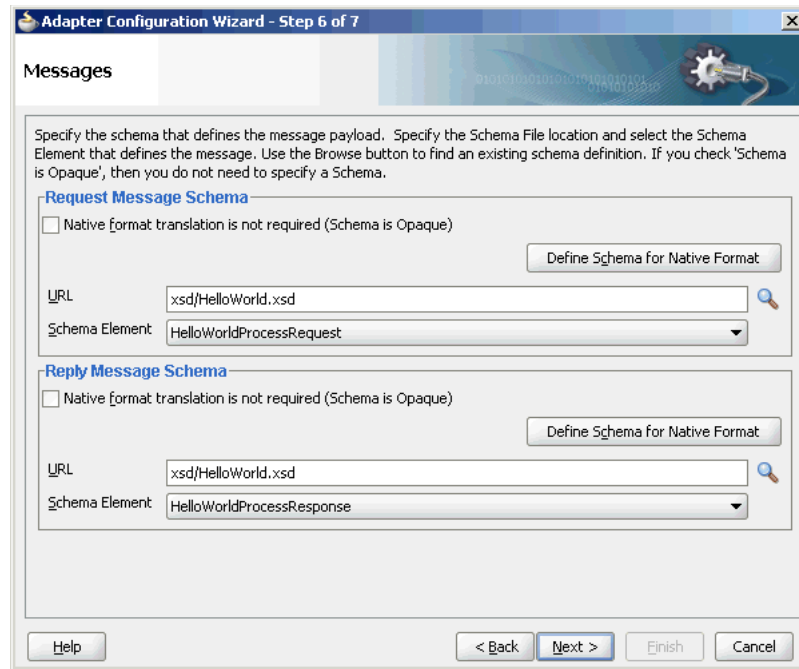 Adapter Configuration Wizard - Step 6 of 7
Messages
Specify the schema that defines the message payload.  Specify the Schema File location and select the Schema
Element that defines the message. Use the Browse button to find an existing schema definition. If you check 'Schema
is Opaque', then you do not need to specify a Schema.
Request Message Schema
Native format translation is not required (Schema is Opaque)
Define Schema for Native Format
URL xsd/HelloWorld.xsd
Schema Element HelloWorldProcessRequest
Reply Message Schema
Native format translation is not required (Schema is Opaque)
Define Schema for Native Format
URL xsd/HelloWorld.xsd
Schema Element HelloWorldProcessResponse
Help < Back Next > Finish Cancel